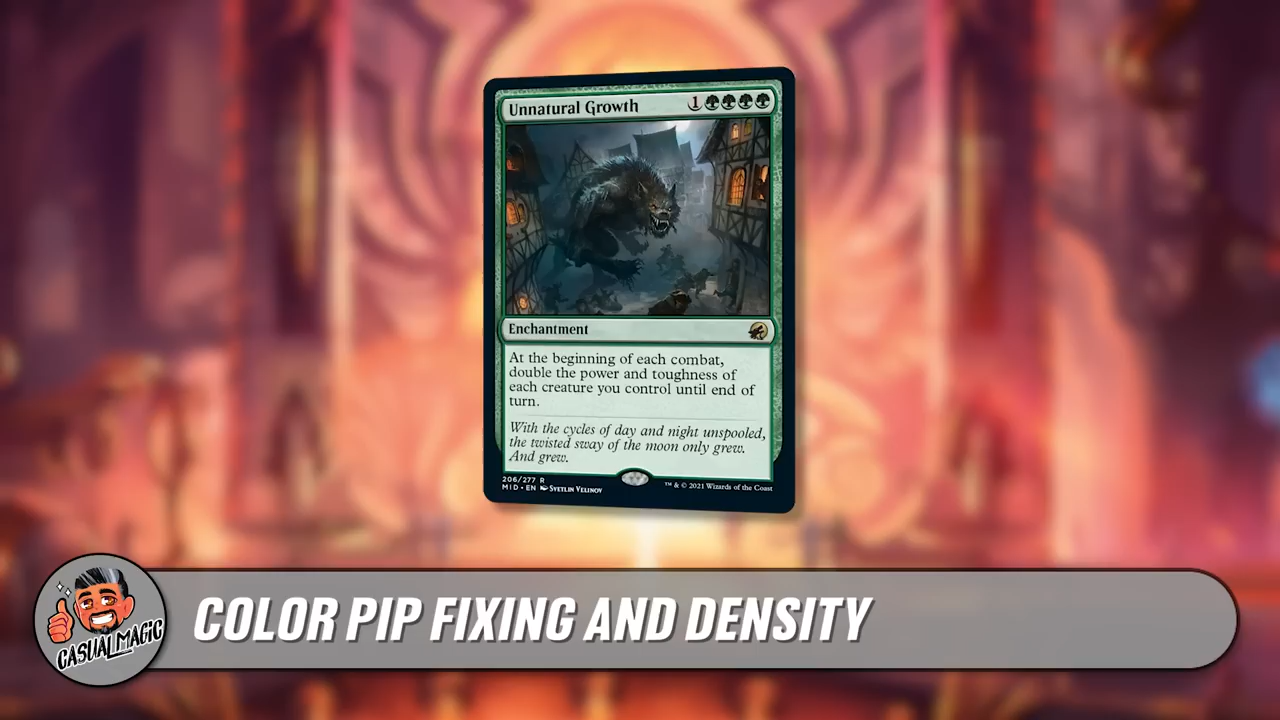 Unnatural Growth 1
Enchantment
At the beginning of each combat,
double the power and toughness of
each creature you control until end of
turn.
With the cycles of day and night unspooled,
the twisted sway of the moon only grew.
And grew.
206/277 R
MID • EN SVETLIN VELINOV
™ & © 2021 Wizards of the Coast
COLOR PIP FIXING AND DENSITY
CASUAL MAGIC